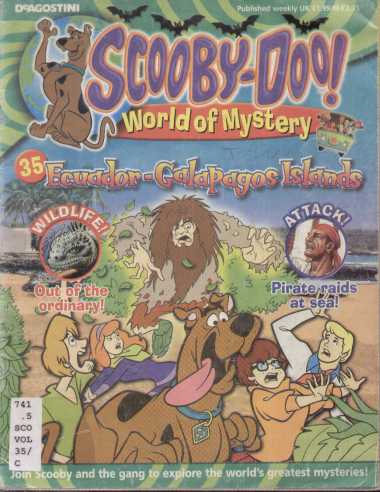 DeAGOSTINI
Published weekly UK
SCOOBY-DOO!
World of Mystery
35
Ecuador-Galapagos Islands
WILDLIFE!
ATTACK!
Out of the
ordinary!
Pirate raids
at sea!
741
.5
SCO
VOL
35/
C
Join Scooby and the gang to explore the world's greatest mysteries!